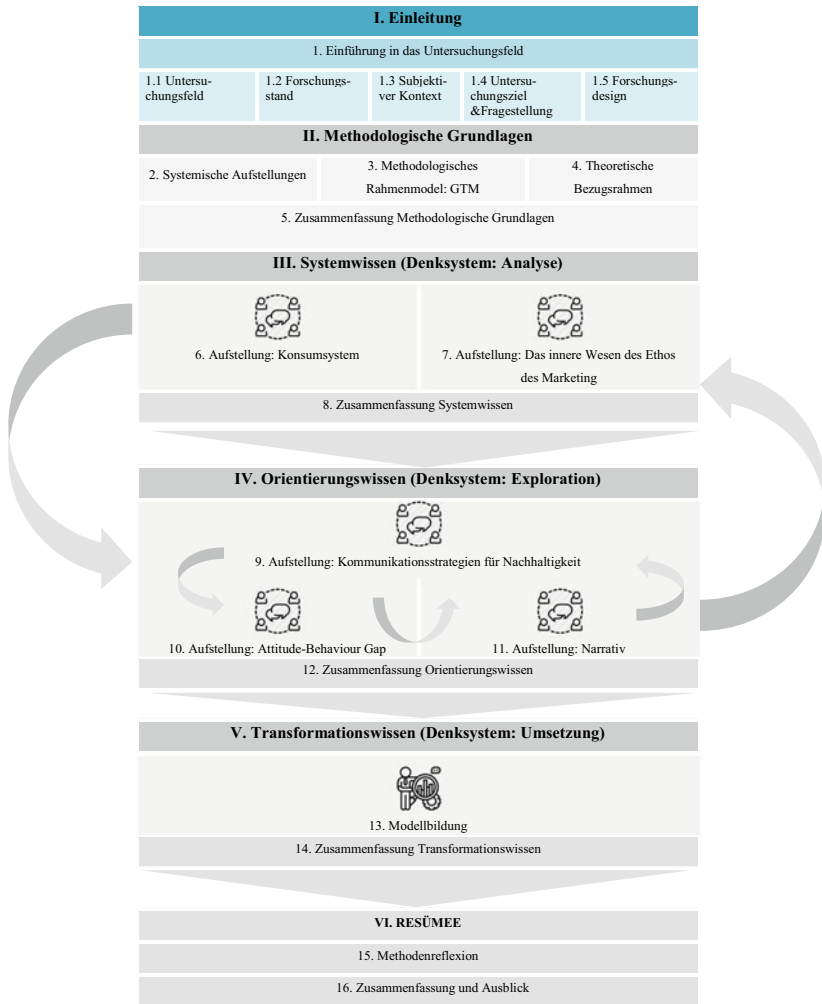 I. Einleitung
1. Einführung in das Untersuchungsfeld
1.1 Untersu-
chungsfeld
1.2 Forschungs-
stand
1.3 Subjekti-
ver Kontext
1.4 Untersu-
chungsziel
&Fragestellung
1.5 Forschungs-
design
II. Methodologische Grundlagen
2. Systemische Aufstellungen
3. Methodologisches
Rahmenmodel: GTM
4. Theoretische
Bezugsrahmen
5. Zusammenfassung Methodologische Grundlagen
III. Systemwissen (Denksystem: Analyse)
6. Aufstellung: Konsumsystem
7. Aufstellung: Das innere Wesen des Ethos
des Marketing
8. Zusammenfassung Systemwissen
IV. Orientierungswissen (Denksystem: Exploration)
9. Aufstellung: Kommunikationsstrategien für Nachhaltigkeit
10. Aufstellung: Attitude-Behaviour Gap
11. Aufstellung: Narrativ
12. Zusammenfassung Orientierungswissen
V. Transformationswissen (Denksystem: Umsetzung)
13. Modellbildung
14. Zusammenfassung Transformationswissen
VI. RESÜMEE
15. Methodenreflexion
16. Zusammenfassung und Ausblick